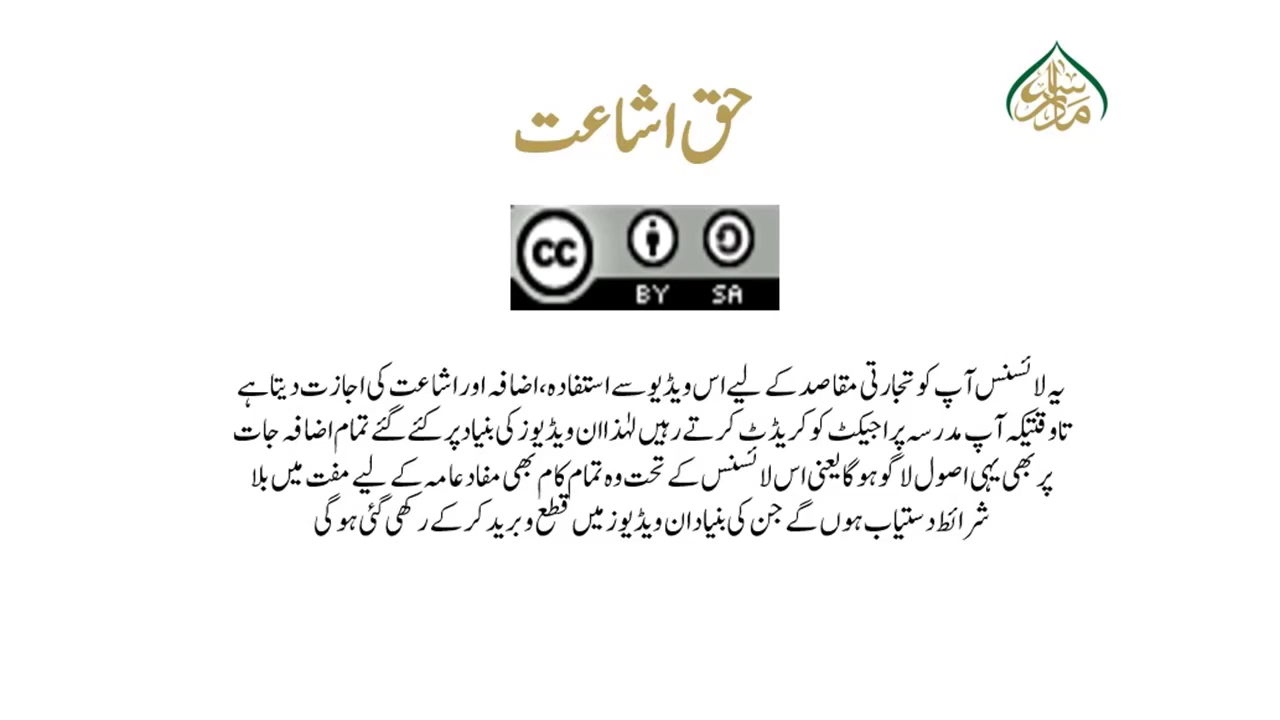 حق اشاعت
مدرسہ
cc
BY SA
یہ لائسنس آپ کو تجارتی مقاصد کے لیے اس ویڈیو سے استفادہ، اضافہ اور اشاعت کی اجازت دیتا ہے
تاوقتیکہ آپ مدرسہ پراجیکٹ کو کریڈٹ کرتے رہیں لہٰذا ان ویڈیوز کی بنیاد پر کئے گئے تمام اضافہ جات
پر بھی یہی اصول لاگو ہوگا یعنی اس لائسنس کے تحت وہ تمام کام بھی مفاد عامہ کے لیے مفت میں بلا
شرائط دستیاب ہوں گے جن کی بنیاد ان ویڈیوز میں قطع و برید کر کے رکھی گئی ہوگی